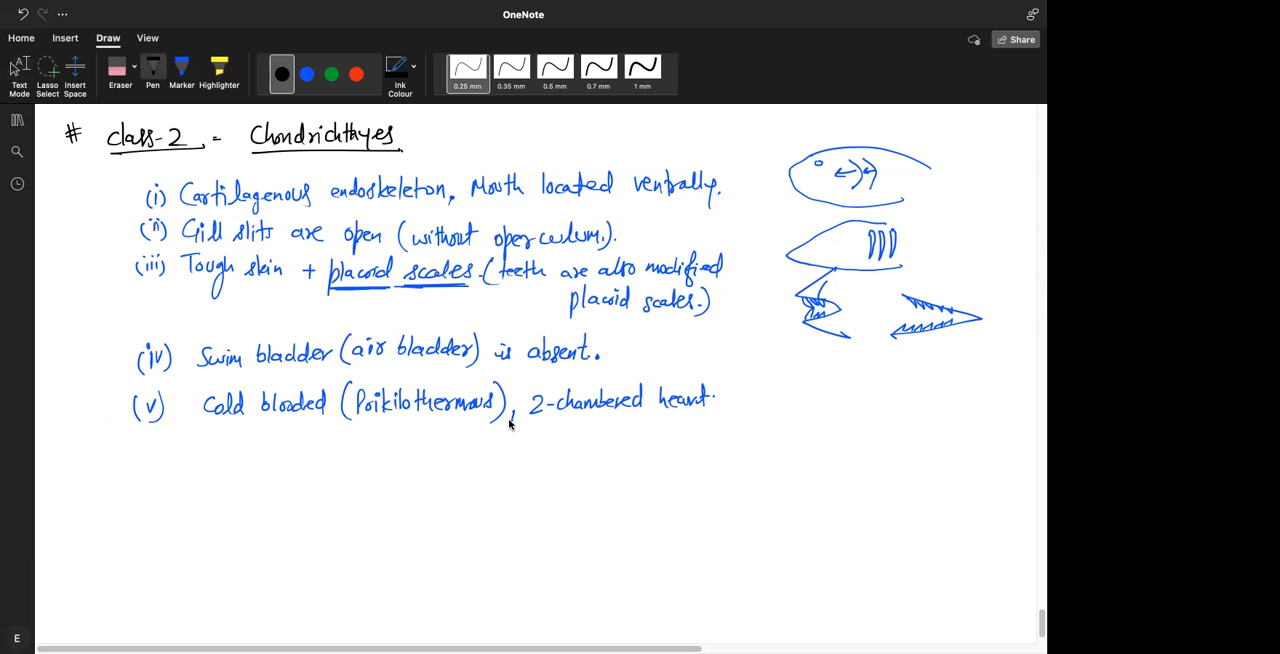 OneNote
Home Insert Draw View
Share
Text Mode Lasso Select Insert Space Eraser Pen Marker Highlighter Ink Colour 0.25 mm 0.35 mm 0.5 mm 0.7 mm 1 mm
# Class-2 = Chondrichthyes
(i) Cartilagenous endoskeleton, Mouth located ventrally.
(ii) Gill slits are open (without operculum.).
(iii) Tough skin + placoid scales. (teeth are also modified
placoid scales.)
(iv) Swim bladder (air bladder) is absent.
(v) Cold blooded (Poikilothermous), 2-chambered heart.
E